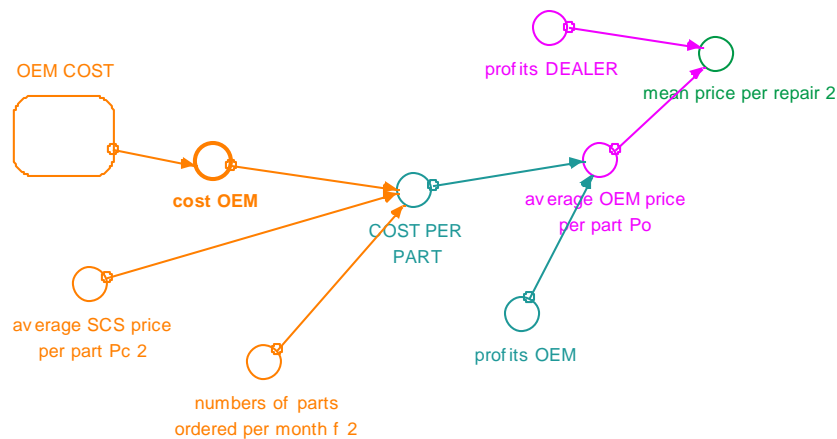 OEM COST
profits DEALER
mean price per repair 2
cost OEM
average OEM price
per part Po
COST PER
PART
average SCS price
per part Pc 2
profits OEM
numbers of parts
ordered per month f 2